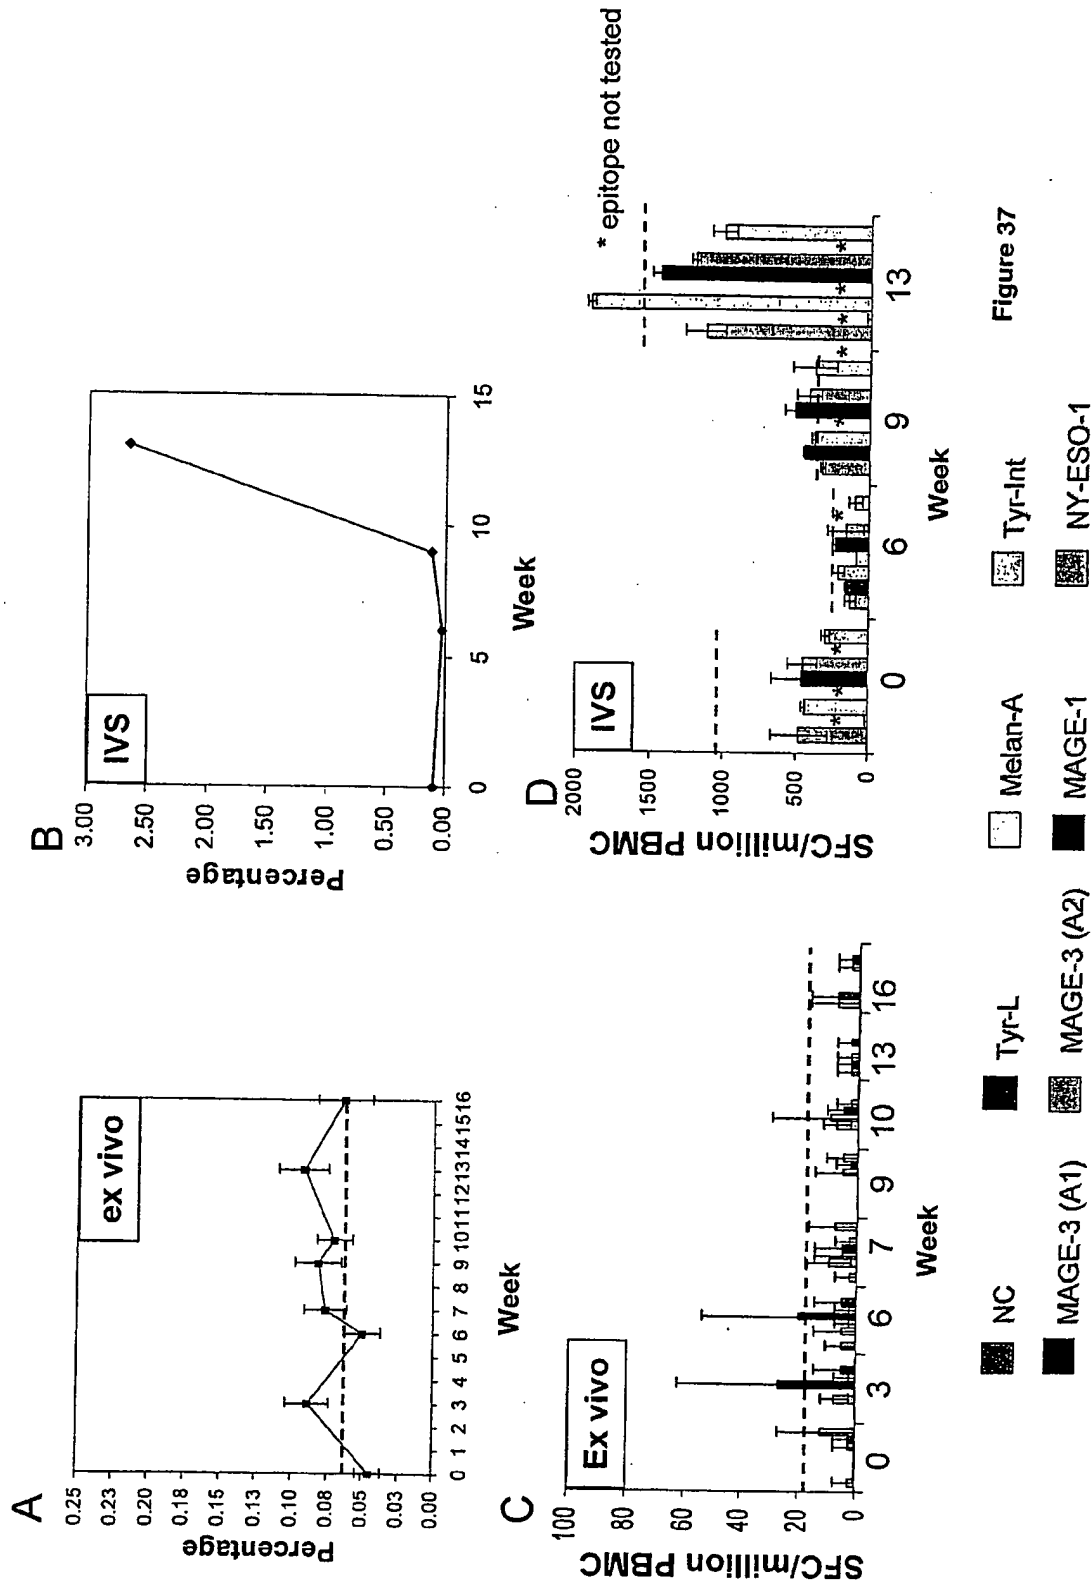 A
ex vivo
0.25
0.23
0.20
0.18
0.15
0.13
0.10
0.08
0.05
0.03
0.00
Percentage
0 1 2 3 4 5 6 7 8 9 10 11 12 13 14 15 16
Week
B
IVS
3.00
2.50
2.00
1.50
1.00
0.50
0.00
Percentage
0 5 10 15
Week
C
Ex vivo
100
80
60
40
20
0
SFC/million PBMC
0 3 6 7 9 10 13 16
Week
D
IVS
* epitope not tested
2000
1500
1000
500
0
SFC/million PBMC
* * * * * * * * *
0 6 9 13
Week
NC Tyr-L Melan-A Tyr-Int
MAGE-3 (A1) MAGE-3 (A2) MAGE-1 NY-ESO-1
Figure 37